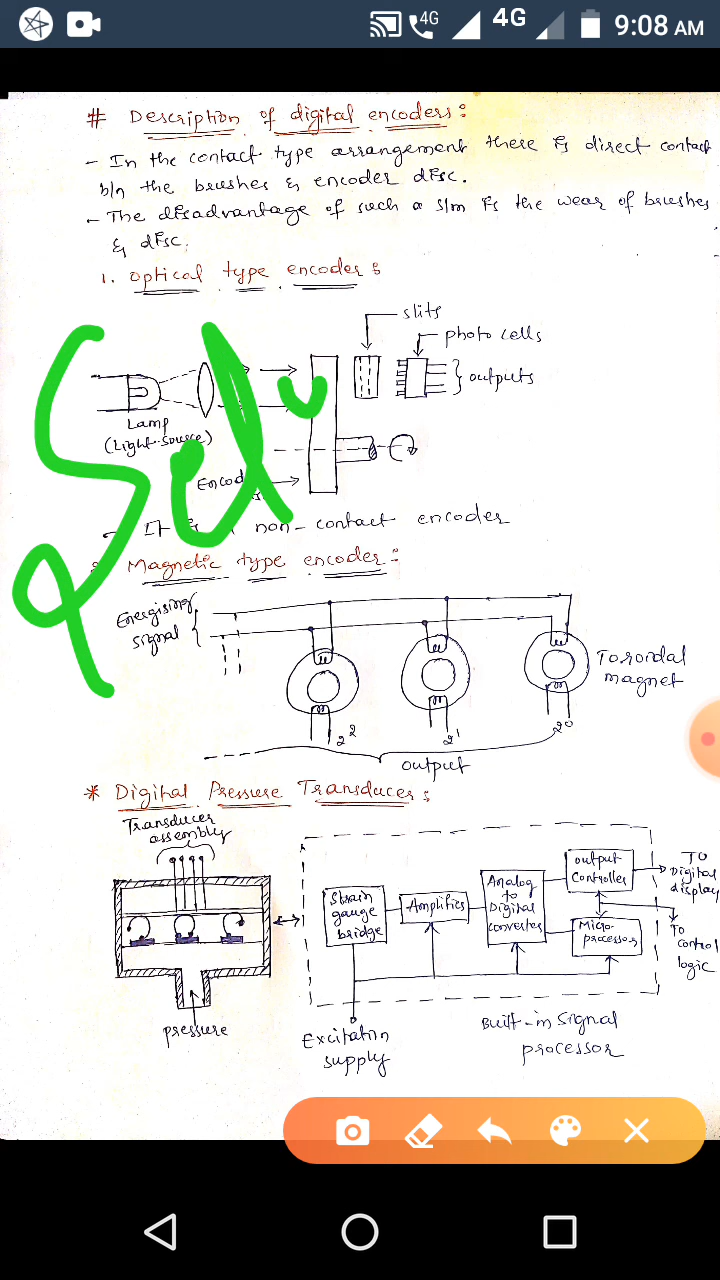 4G 4G 9:08 AM
# Description of digital encoders :
- In the contact type arrangement there is direct contact
b/n the brushes & encoder disc.
- The disadvantage of such a s/m is the wear of brushes
& disc.
1. optical type encoder :
slits
photo cells
outputs
Lamp
(Light-source)
- It is non-contact encoder
Magnetic type encoder :
Energising
signal
Toroidal
magnet
2² 2¹ 2⁰
output
* Digital Pressure Transducer :
Transducer
assembly
pressure
Strain
gauge
bridge
Amplifier
Analog
to
Digital
converter
output
controller
Micro
processor
TO
Digital
display
To
control
logic
Excitation
supply
Built-in signal
processor